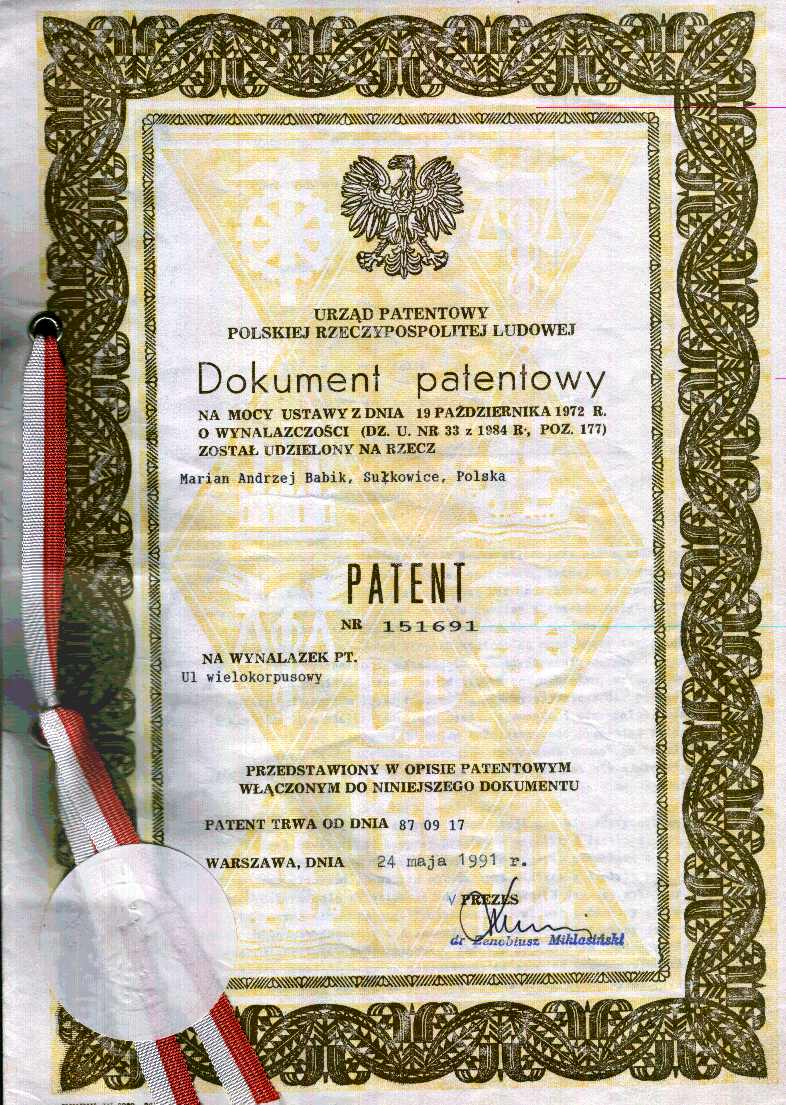 URZĄD PATENTOWY
POLSKIEJ RZECZYPOSPOLITEJ LUDOWEJ
Dokument patentowy
NA MOCY USTAWY Z DNIA 19 PAŹDZIERNIKA 1972 R.
O WYNALAZCZOŚCI (DZ. U. NR 33 z 1984 R., POZ. 177)
ZOSTAŁ UDZIELONY NA RZECZ
Marian Andrzej Babik, Sułkowice, Polska
PATENT
NR 151691
NA WYNALAZEK PT.
Ul wielokorpusowy
U.P.
PRZEDSTAWIONY W OPISIE PATENTOWYM
WŁĄCZONYM DO NINIEJSZEGO DOKUMENTU
PATENT TRWA OD DNIA 87 09 17
WARSZAWA, DNIA 24 maja 1991 r.
V PREZES
dr Zenobiusz Miklasiński